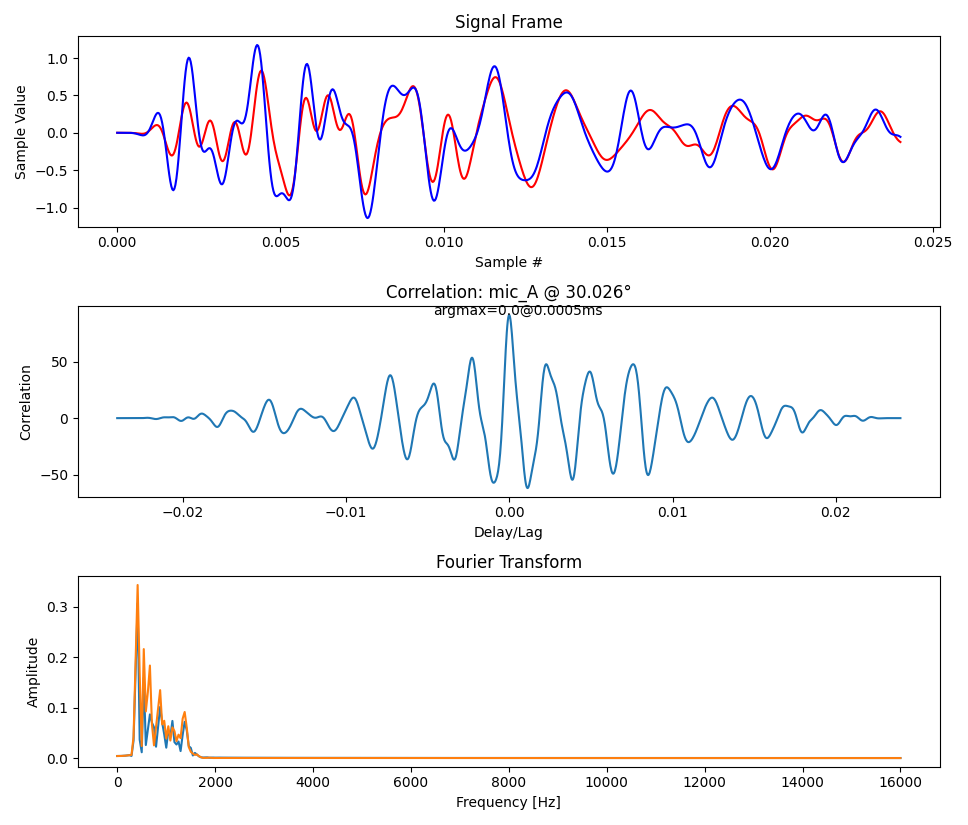 Signal Frame
Sample Value
1.0
0.5
0.0
−0.5
−1.0
0.000 0.005 0.010 0.015 0.020 0.025
Sample #
Correlation: mic_A @ 30.026°
argmax=0.0@0.0005ms
Correlation
50
0
−50
−0.02 −0.01 0.00 0.01 0.02
Delay/Lag
Fourier Transform
Amplitude
0.3
0.2
0.1
0.0
0 2000 4000 6000 8000 10000 12000 14000 16000
Frequency [Hz]